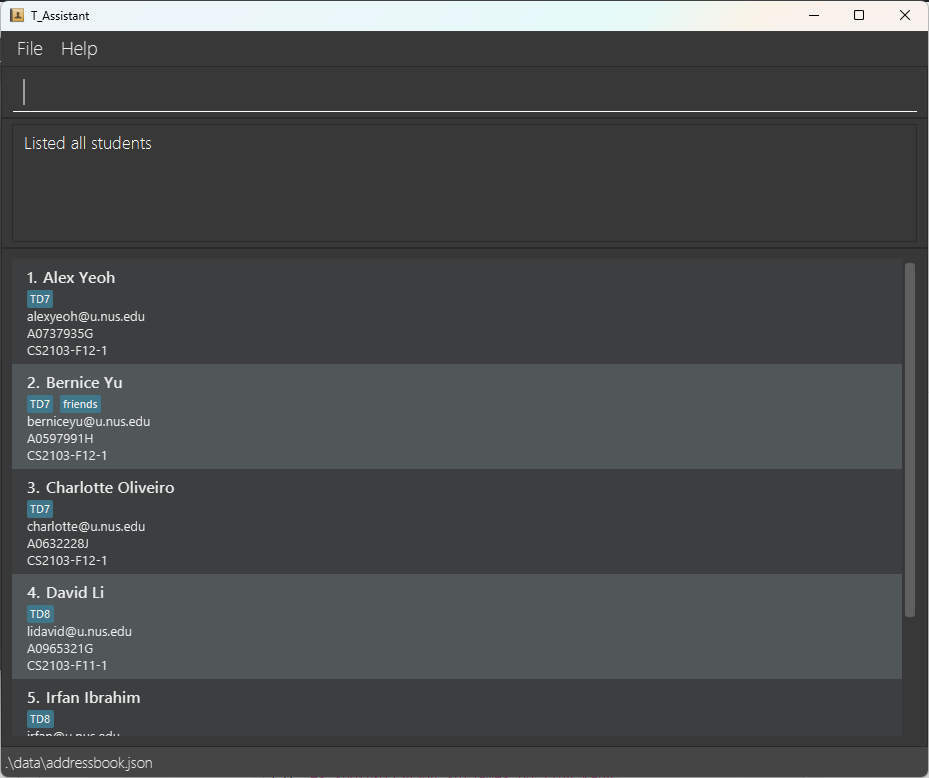 T_Assistant
File Help
Listed all students
1. Alex Yeoh
TD7
alexyeoh@u.nus.edu
A0737935G
CS2103-F12-1
2. Bernice Yu
TD7 friends
berniceyu@u.nus.edu
A0597991H
CS2103-F12-1
3. Charlotte Oliveiro
TD7
charlotte@u.nus.edu
A0632228J
CS2103-F12-1
4. David Li
TD8
lidavid@u.nus.edu
A0965321G
CS2103-F11-1
5. Irfan Ibrahim
TD8
irfan@u.nus.edu
.\data\addressbook.json